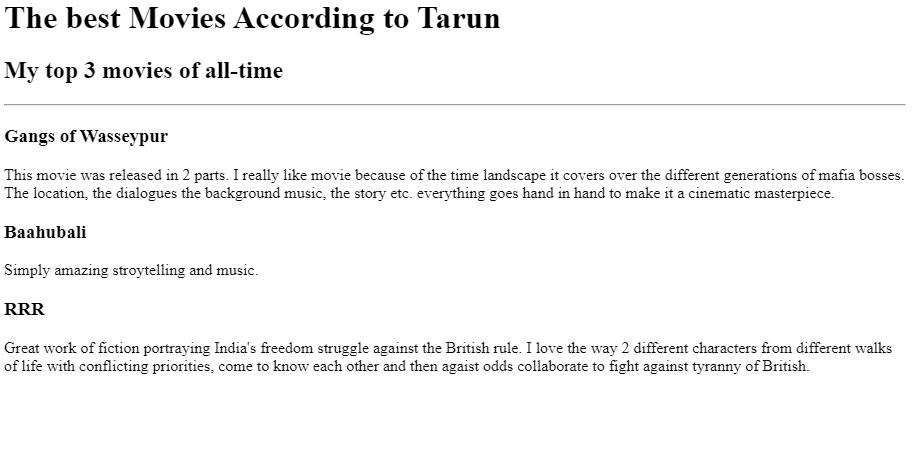 The best Movies According to Tarun
My top 3 movies of all-time
Gangs of Wasseypur
This movie was released in 2 parts. I really like movie because of the time landscape it covers over the different generations of mafia bosses.
The location, the dialogues the background music, the story etc. everything goes hand in hand to make it a cinematic masterpiece.
Baahubali
Simply amazing stroytelling and music.
RRR
Great work of fiction portraying India's freedom struggle against the British rule. I love the way 2 different characters from different walks
of life with conflicting priorities, come to know each other and then agaist odds collaborate to fight against tyranny of British.